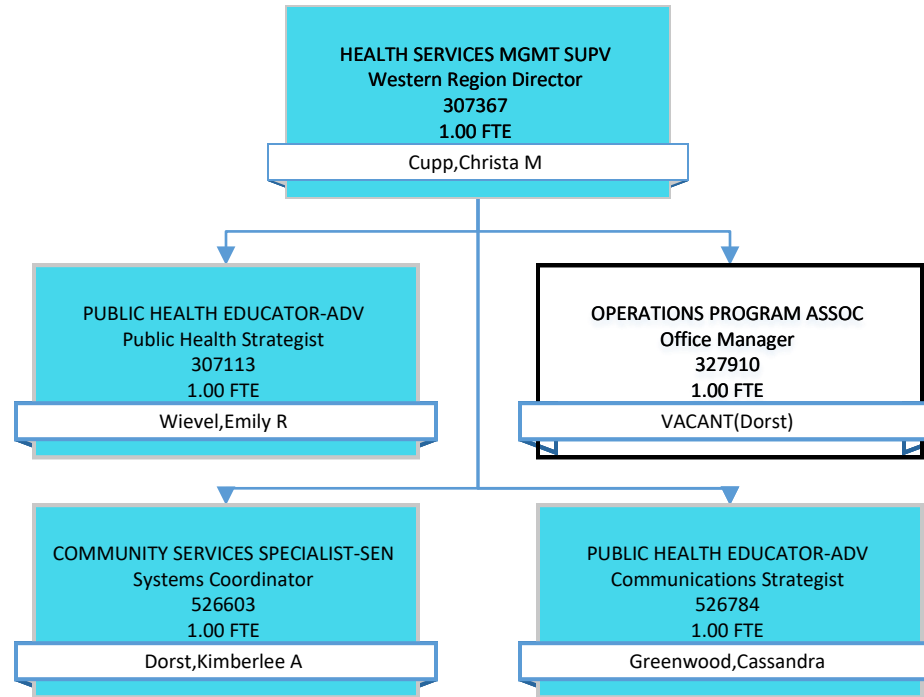 HEALTH SERVICES MGMT SUPV
Western Region Director
307367
1.00 FTE
Cupp,Christa M
PUBLIC HEALTH EDUCATOR-ADV
Public Health Strategist
307113
1.00 FTE
Wievel,Emily R
OPERATIONS PROGRAM ASSOC
Office Manager
327910
1.00 FTE
VACANT(Dorst)
COMMUNITY SERVICES SPECIALIST-SEN
Systems Coordinator
526603
1.00 FTE
Dorst,Kimberlee A
PUBLIC HEALTH EDUCATOR-ADV
Communications Strategist
526784
1.00 FTE
Greenwood,Cassandra